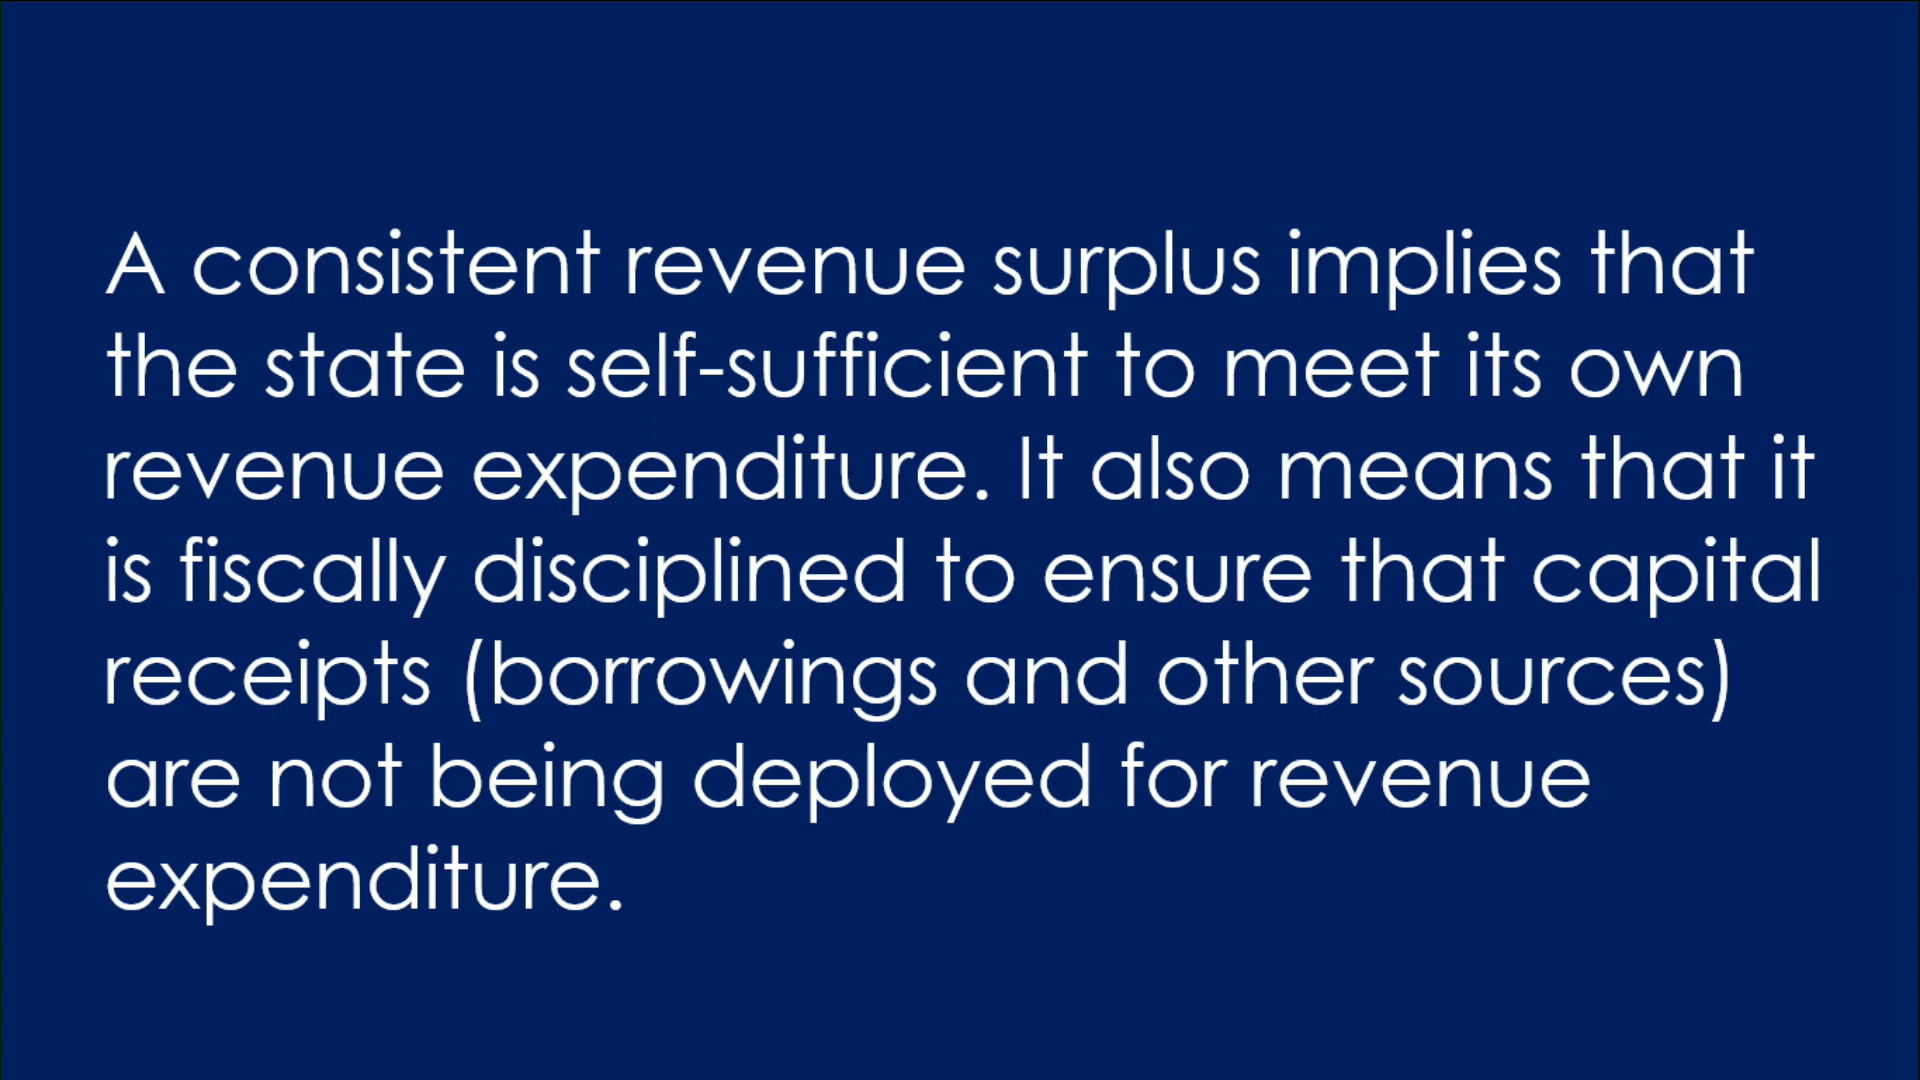 A consistent revenue surplus implies that
the state is self-sufficient to meet its own
revenue expenditure. It also means that it
is fiscally disciplined to ensure that capital
receipts (borrowings and other sources)
are not being deployed for revenue
expenditure.